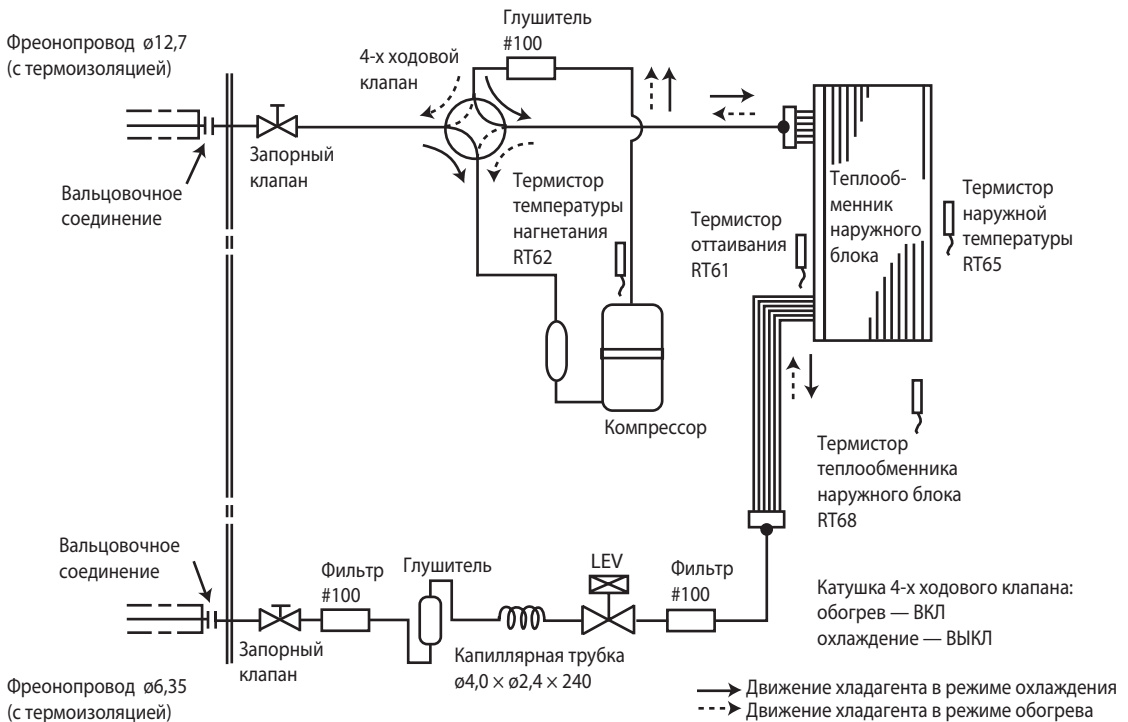 Глушитель
#100
Фреонопровод ø12,7
(с термоизоляцией)
4-х ходовой
клапан
Запорный
клапан
Вальцовочное
соединение
Термистор
температуры
нагнетания
RT62
Термистор
оттаивания
RT61
Теплооб-
менник
наружного
блока
Термистор
наружной
температуры
RT65
Компрессор
Термистор
теплообменника
наружного блока
RT68
Вальцовочное
соединение
Фильтр
#100
Глушитель
LEV
Фильтр
#100
Катушка 4-х ходового клапана:
обогрев — ВКЛ
охлаждение — ВЫКЛ
Запорный
клапан
Капиллярная трубка
ø4,0 × ø2,4 × 240
Фреонопровод ø6,35
(с термоизоляцией)
Движение хладагента в режиме охлаждения
Движение хладагента в режиме обогрева